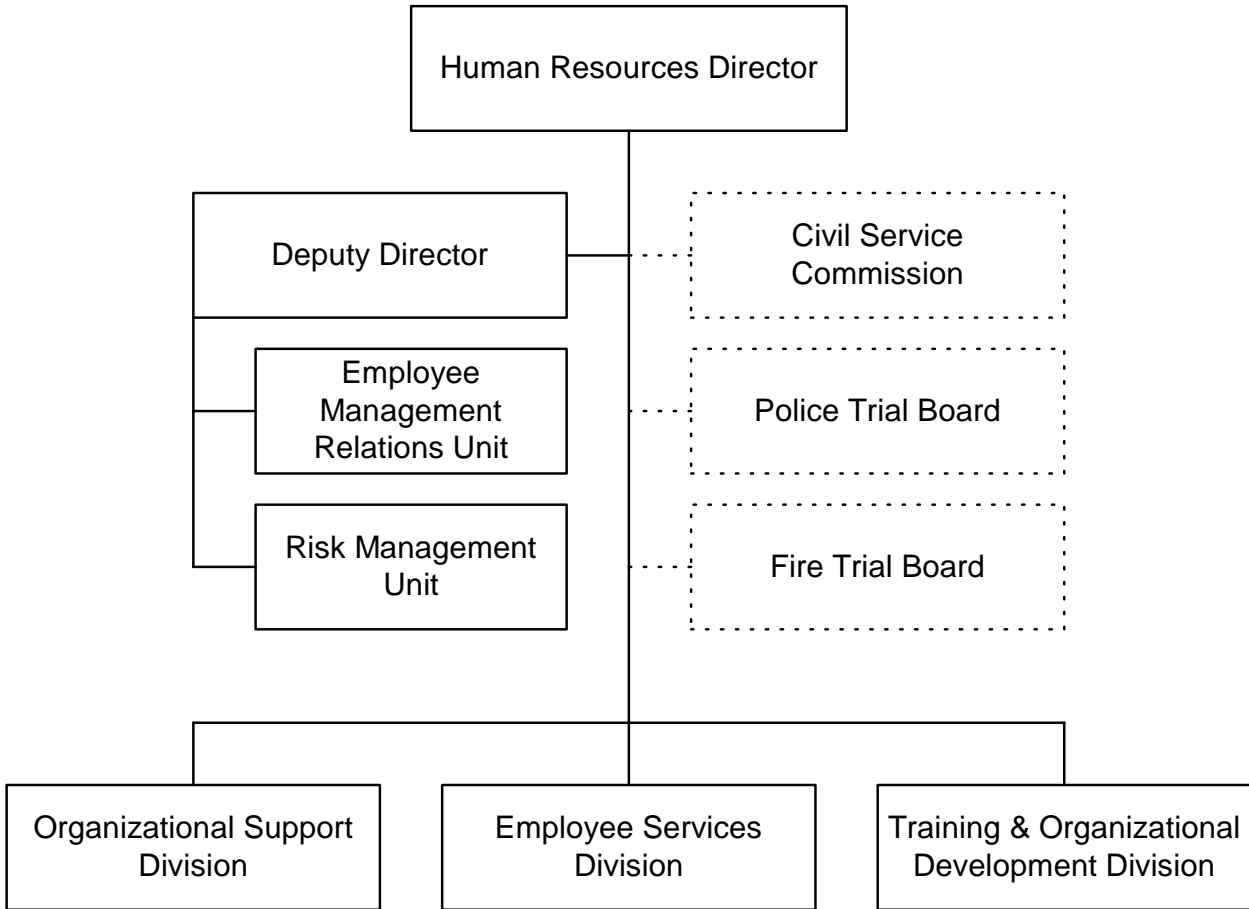 Human Resources Director
Deputy Director
Civil Service
Commission
Employee
Management
Relations Unit
Police Trial Board
Risk Management
Unit
Fire Trial Board
Organizational Support
Division
Employee Services
Division
Training & Organizational
Development Division